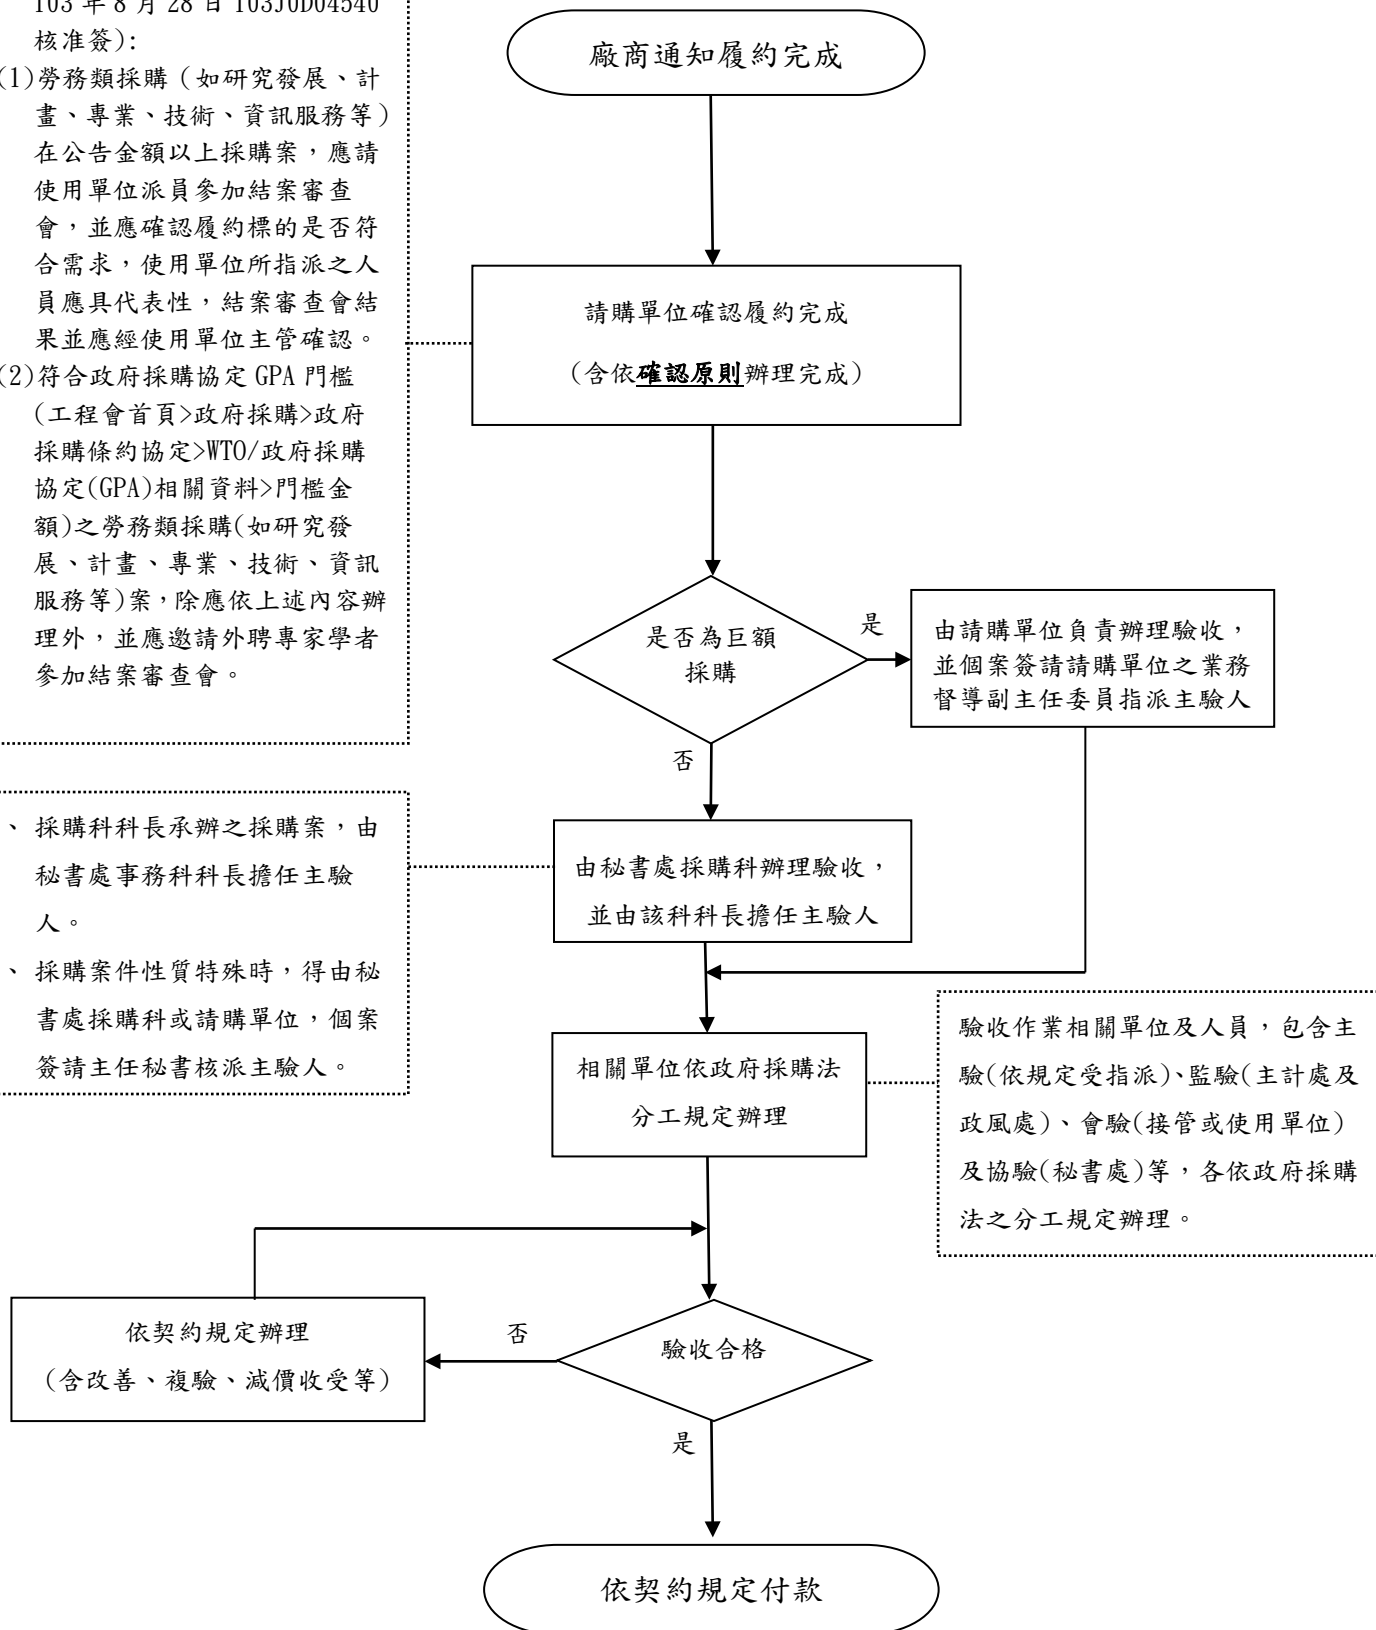 103 年 8 月 28 日 103J0D04540
核准簽):
(1)勞務類採購（如研究發展、計
畫、專業、技術、資訊服務等）
在公告金額以上採購案，應請
使用單位派員參加結案審查
會，並應確認履約標的是否符
合需求，使用單位所指派之人
員應具代表性，結案審查會結
果並應經使用單位主管確認。
(2)符合政府採購協定 GPA 門檻
(工程會首頁>政府採購>政府
採購條約協定>WTO/政府採購
協定(GPA)相關資料>門檻金
額)之勞務類採購(如研究發
展、計畫、專業、技術、資訊
服務等)案，除應依上述內容辦
理外，並應邀請外聘專家學者
參加結案審查會。
廠商通知履約完成
請購單位確認履約完成
（含依確認原則辦理完成）
是否為巨額
採購
是
由請購單位負責辦理驗收，
並個案簽請請購單位之業務
督導副主任委員指派主驗人
否
、 採購科科長承辦之採購案，由
秘書處事務科科長擔任主驗
人。
、 採購案件性質特殊時，得由秘
書處採購科或請購單位，個案
簽請主任秘書核派主驗人。
由秘書處採購科辦理驗收，
並由該科科長擔任主驗人
相關單位依政府採購法
分工規定辦理
驗收作業相關單位及人員，包含主
驗(依規定受指派)、監驗(主計處及
政風處)、會驗(接管或使用單位)
及協驗(秘書處)等，各依政府採購
法之分工規定辦理。
驗收合格
否
依契約規定辦理
（含改善、複驗、減價收受等）
是
依契約規定付款